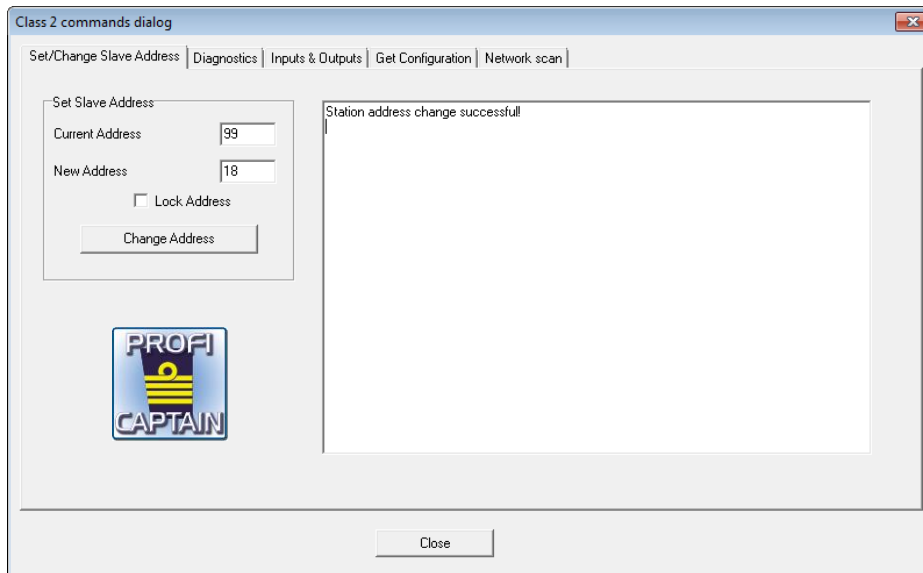 Class 2 commands dialog
Set/Change Slave Address
Diagnostics
Inputs & Outputs
Get Configuration
Network scan
Set Slave Address
Current Address
99
New Address
18
Lock Address
Change Address
Station address change successful!
PROFI
CAPTAIN
Close